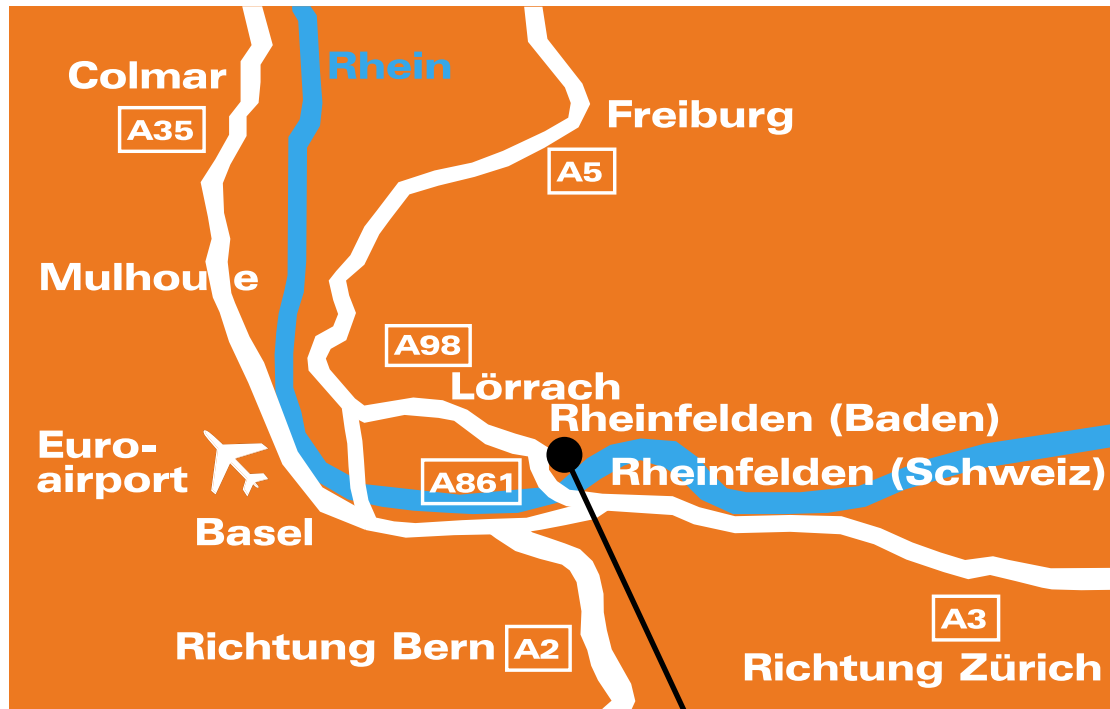 Rhein
Colmar
A35
Freiburg
A5
Mulhouse
A98
Lörrach
Rheinfelden (Baden)
Euro-
airport
Rheinfelden (Schweiz)
A861
Basel
A3
Richtung Bern
A2
Richtung Zürich